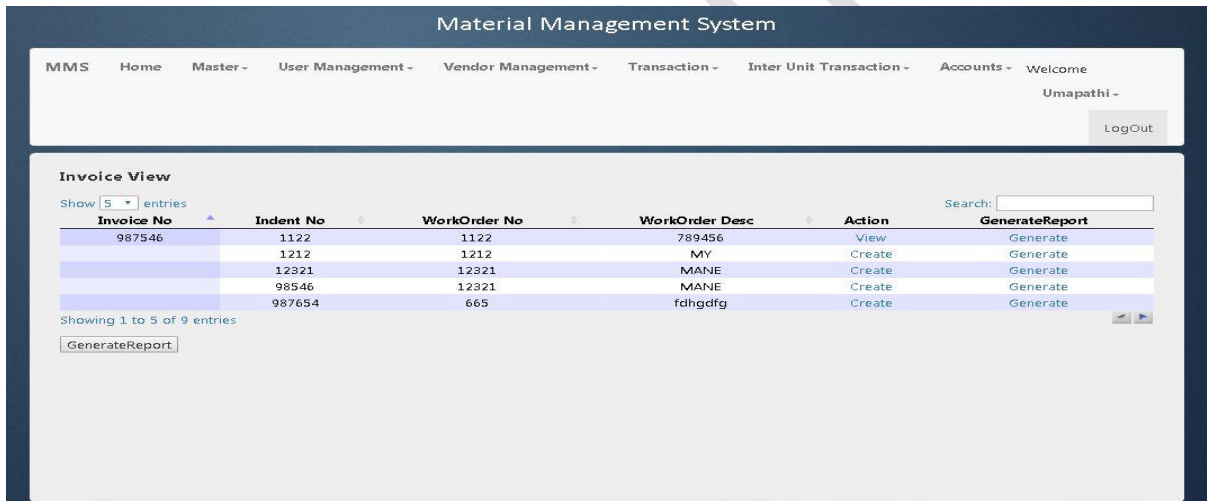 Material Management System
MMS Home Master User Management Vendor Management Transaction Inter Unit Transaction Accounts Welcome
Umapathi
LogOut
Invoice View
Show 5 entries Search:
Invoice No Indent No WorkOrder No WorkOrder Desc Action GenerateReport
987546 1122 1122 789456 View Generate
1212 1212 MY Create Generate
12321 12321 MANE Create Generate
98546 12321 MANE Create Generate
987654 665 fdhgdfg Create Generate
Showing 1 to 5 of 9 entries
GenerateReport